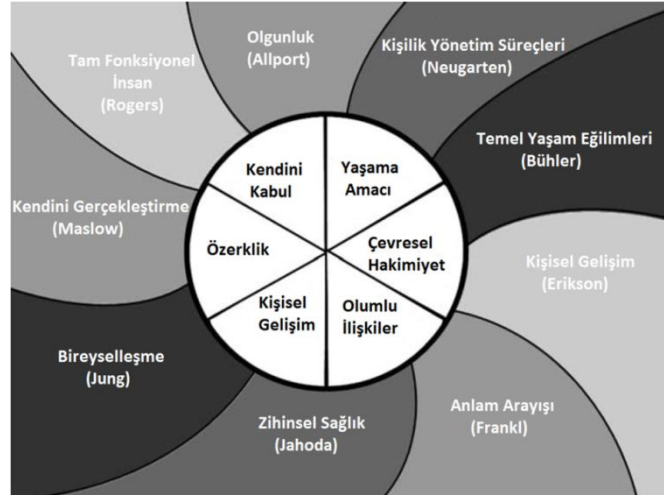 Olgunluk
(Allport)
Kişilik Yönetim Süreçleri
(Neugarten)
Tam Fonksiyonel
İnsan
(Rogers)
Temel Yaşam Eğilimleri
(Bühler)
Kendini Gerçekleştirme
(Maslow)
Kişisel Gelişim
(Erikson)
Bireyselleşme
(Jung)
Anlam Arayışı
(Frankl)
Zihinsel Sağlık
(Jahoda)
Kendini
Kabul
Yaşama
Amacı
Özerklik
Çevresel
Hakimiyet
Kişisel
Gelişim
Olumlu
İlişkiler